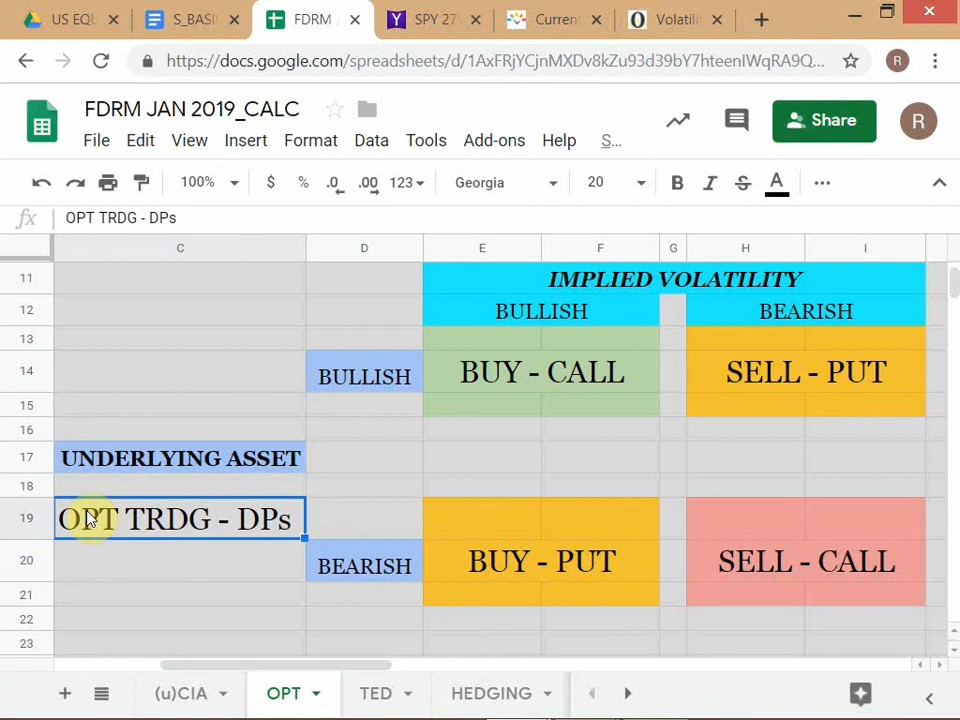 US EQU
S_BASI
FDRM J
SPY 27
Curren
Volatili
https://docs.google.com/spreadsheets/d/1AxFRjYCjnMXDv8kZu93d39bY7hteenIWqRA9Q...
R
FDRM JAN 2019_CALC
File Edit View Insert Format Data Tools Add-ons Help S...
Share
R
100% $ % .0 .00 123 Georgia 20 B I S A ...
fx OPT TRDG - DPs
C D E F G H I
11 IMPLIED VOLATILITY
12 BULLISH BEARISH
13
14 BULLISH BUY - CALL SELL - PUT
15
16
17 UNDERLYING ASSET
18
19 OPT TRDG - DPs
20 BEARISH BUY - PUT SELL - CALL
21
22
23
(u)CIA OPT TED HEDGING